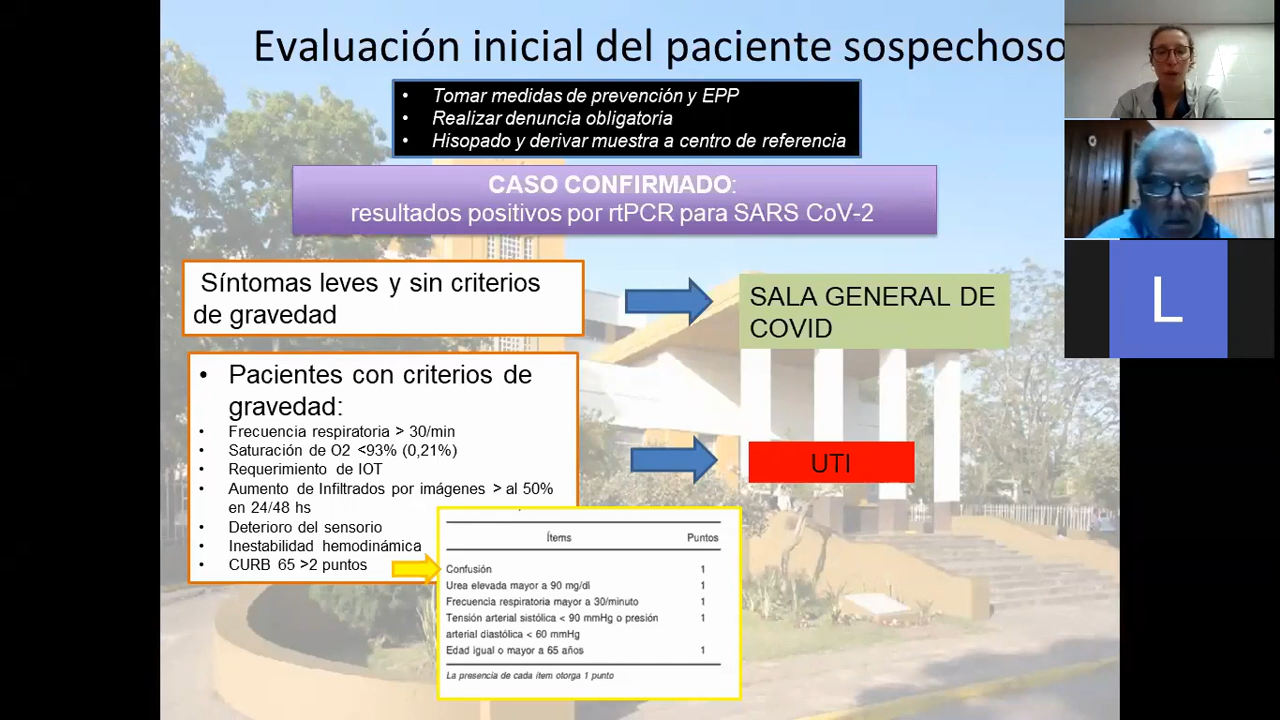 Evaluación inicial del paciente sospechoso
• Tomar medidas de prevención y EPP
• Realizar denuncia obligatoria
• Hisopado y derivar muestra a centro de referencia
CASO CONFIRMADO:
resultados positivos por rtPCR para SARS CoV-2
Síntomas leves y sin criterios
de gravedad
SALA GENERAL DE
COVID
• Pacientes con criterios de
gravedad:
• Frecuencia respiratoria > 30/min
• Saturación de O2 <93% (0,21%)
• Requerimiento de IOT
• Aumento de Infiltrados por imágenes > al 50%
en 24/48 hs
• Deterioro del sensorio
• Inestabilidad hemodinámica
• CURB 65 >2 puntos
UTI
Ítems Puntos
Confusión 1
Urea elevada mayor a 90 mg/dl 1
Frecuencia respiratoria mayor a 30/minuto 1
Tensión arterial sistólica < 90 mmHg o presión 1
arterial diastólica < 60 mmHg
Edad igual o mayor a 65 años 1
La presencia de cada ítem otorga 1 punto
L